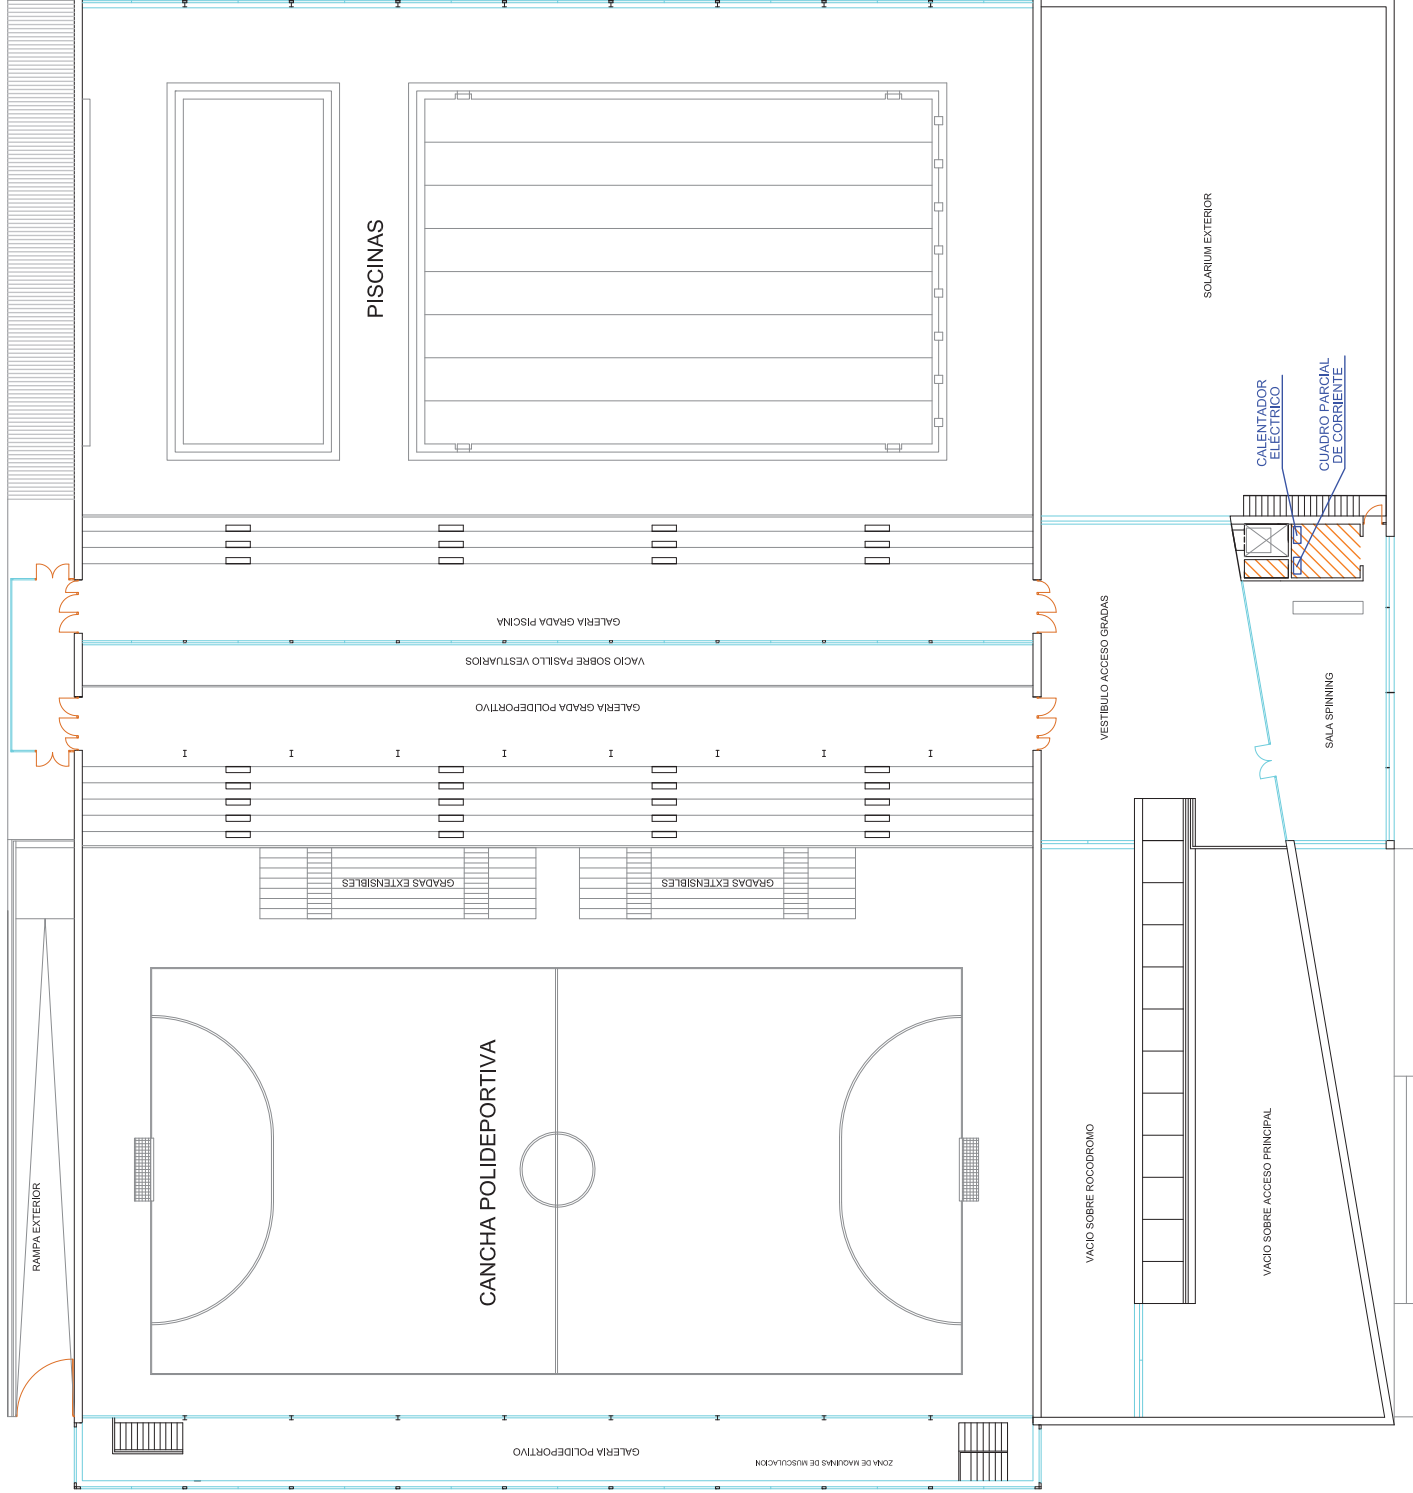 PISCINAS
SOLARIUM EXTERIOR
CALENTADOR
ELÉCTRICO
CUADRO PARCIAL
DE CORRIENTE
GALERIA GRADA PISCINA
VACIO SOBRE PASILLO VESTUARIOS
GALERIA GRADA POLIDEPORTIVO
VESTIBULO ACCESO GRADAS
SALA SPINNING
GRADAS EXTENSIBLES
GRADAS EXTENSIBLES
CANCHA POLIDEPORTIVA
RAMPA EXTERIOR
VACIO SOBRE ROCODROMO
VACIO SOBRE ACCESO PRINCIPAL
GALERIA POLIDEPORTIVO
ZONA DE MAQUINAS DE MUSCULACION